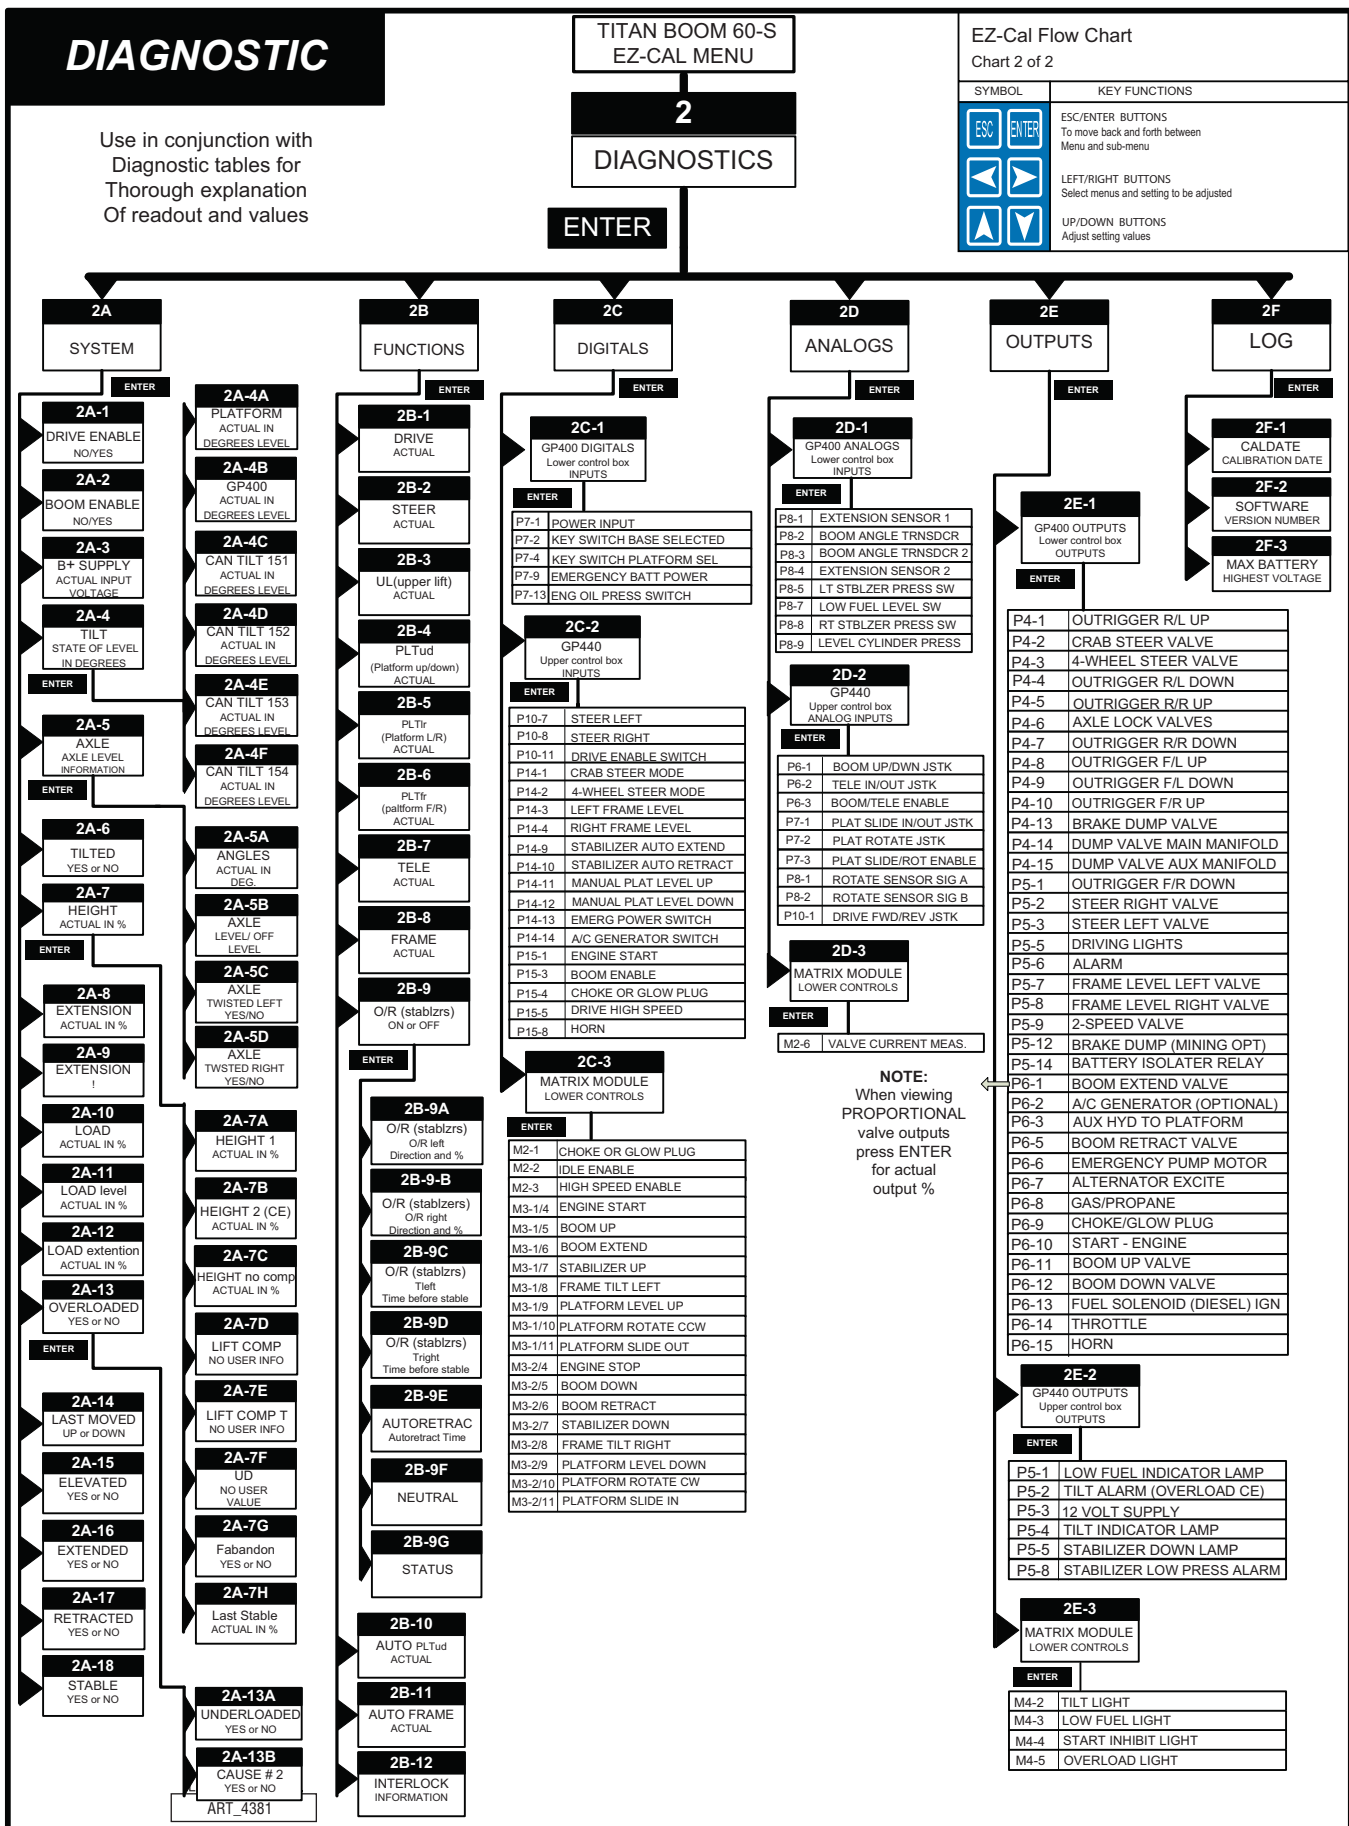 DIAGNOSTIC
Use in conjunction with
Diagnostic tables for
Thorough explanation
Of readout and values
TITAN BOOM 60-S
EZ-CAL MENU
2
DIAGNOSTICS
ENTER
EZ-Cal Flow Chart
Chart 2 of 2
SYMBOL KEY FUNCTIONS
ESC ENTER
ESC/ENTER BUTTONS
To move back and forth between
Menu and sub-menu
LEFT/RIGHT BUTTONS
Select menus and setting to be adjusted
UP/DOWN BUTTONS
Adjust setting values
2A
SYSTEM
ENTER
2A-1
DRIVE ENABLE
NO/YES
2A-2
BOOM ENABLE
NO/YES
2A-3
B+ SUPPLY
ACTUAL INPUT
VOLTAGE
2A-4
TILT
STATE OF LEVEL
IN DEGREES
ENTER
2A-5
AXLE
AXLE LEVEL
INFORMATION
ENTER
2A-6
TILTED
YES or NO
2A-7
HEIGHT
ACTUAL IN %
ENTER
2A-8
EXTENSION
ACTUAL IN %
2A-9
EXTENSION
!
2A-10
LOAD
ACTUAL IN %
2A-11
LOAD level
ACTUAL IN %
2A-12
LOAD extention
ACTUAL IN %
2A-13
OVERLOADED
YES or NO
ENTER
2A-14
LAST MOVED
UP or DOWN
2A-15
ELEVATED
YES or NO
2A-16
EXTENDED
YES or NO
2A-17
RETRACTED
YES or NO
2A-18
STABLE
YES or NO
2A-4A
PLATFORM
ACTUAL IN
DEGREES LEVEL
2A-4B
GP400
ACTUAL IN
DEGREES LEVEL
2A-4C
CAN TILT 151
ACTUAL IN
DEGREES LEVEL
2A-4D
CAN TILT 152
ACTUAL IN
DEGREES LEVEL
2A-4E
CAN TILT 153
ACTUAL IN
DEGREES LEVEL
2A-4F
CAN TILT 154
ACTUAL IN
DEGREES LEVEL
2A-5A
ANGLES
ACTUAL IN
DEG.
2A-5B
AXLE
LEVEL/ OFF
LEVEL
2A-5C
AXLE
TWISTED LEFT
YES/NO
2A-5D
AXLE
TWSTED RIGHT
YES/NO
2A-7A
HEIGHT 1
ACTUAL IN %
2A-7B
HEIGHT 2 (CE)
ACTUAL IN %
2A-7C
HEIGHT no comp
ACTUAL IN %
2A-7D
LIFT COMP
NO USER INFO
2A-7E
LIFT COMP T
NO USER INFO
2A-7F
UD
NO USER
VALUE
2A-7G
Fabandon
YES or NO
2A-7H
Last Stable
ACTUAL IN %
2A-13A
UNDERLOADED
YES or NO
2A-13B
CAUSE # 2
YES or NO
ART_4381
2B
FUNCTIONS
ENTER
2B-1
DRIVE
ACTUAL
2B-2
STEER
ACTUAL
2B-3
UL(upper lift)
ACTUAL
2B-4
PLTud
(Platform up/down)
ACTUAL
2B-5
PLTlr
(Platform L/R)
ACTUAL
2B-6
PLTfr
(paltform F/R)
ACTUAL
2B-7
TELE
ACTUAL
2B-8
FRAME
ACTUAL
2B-9
O/R (stablzrs)
ON or OFF
ENTER
2B-9A
O/R (stablzrs)
O/R left
Direction and %
2B-9-B
O/R (stablzers)
O/R right
Direction and %
2B-9C
O/R (stablzrs)
Tleft
Time before stable
2B-9D
O/R (stablzrs)
Tright
Time before stable
2B-9E
AUTORETRAC
Autoretract Time
2B-9F
NEUTRAL
2B-9G
STATUS
2B-10
AUTO PLTud
ACTUAL
2B-11
AUTO FRAME
ACTUAL
2B-12
INTERLOCK
INFORMATION
2C
DIGITALS
ENTER
2C-1
GP400 DIGITALS
Lower control box
INPUTS
ENTER
P7-1 POWER INPUT
P7-2 KEY SWITCH BASE SELECTED
P7-4 KEY SWITCH PLATFORM SEL
P7-9 EMERGENCY BATT POWER
P7-13 ENG OIL PRESS SWITCH
2C-2
GP440
Upper control box
INPUTS
ENTER
P10-7 STEER LEFT
P10-8 STEER RIGHT
P10-11 DRIVE ENABLE SWITCH
P14-1 CRAB STEER MODE
P14-2 4-WHEEL STEER MODE
P14-3 LEFT FRAME LEVEL
P14-4 RIGHT FRAME LEVEL
P14-9 STABILIZER AUTO EXTEND
P14-10 STABILIZER AUTO RETRACT
P14-11 MANUAL PLAT LEVEL UP
P14-12 MANUAL PLAT LEVEL DOWN
P14-13 EMERG POWER SWITCH
P14-14 A/C GENERATOR SWITCH
P15-1 ENGINE START
P15-3 BOOM ENABLE
P15-4 CHOKE OR GLOW PLUG
P15-5 DRIVE HIGH SPEED
P15-8 HORN
2C-3
MATRIX MODULE
LOWER CONTROLS
ENTER
M2-1 CHOKE OR GLOW PLUG
M2-2 IDLE ENABLE
M2-3 HIGH SPEED ENABLE
M3-1/4 ENGINE START
M3-1/5 BOOM UP
M3-1/6 BOOM EXTEND
M3-1/7 STABILIZER UP
M3-1/8 FRAME TILT LEFT
M3-1/9 PLATFORM LEVEL UP
M3-1/10 PLATFORM ROTATE CCW
M3-1/11 PLATFORM SLIDE OUT
M3-2/4 ENGINE STOP
M3-2/5 BOOM DOWN
M3-2/6 BOOM RETRACT
M3-2/7 STABILIZER DOWN
M3-2/8 FRAME TILT RIGHT
M3-2/9 PLATFORM LEVEL DOWN
M3-2/10 PLATFORM ROTATE CW
M3-2/11 PLATFORM SLIDE IN
2D
ANALOGS
ENTER
2D-1
GP400 ANALOGS
Lower control box
INPUTS
ENTER
P8-1 EXTENSION SENSOR 1
P8-2 BOOM ANGLE TRNSDCR
P8-3 BOOM ANGLE TRNSDCR 2
P8-4 EXTENSION SENSOR 2
P8-5 LT STBLZER PRESS SW
P8-7 LOW FUEL LEVEL SW
P8-8 RT STBLZER PRESS SW
P8-9 LEVEL CYLINDER PRESS
2D-2
GP440
Upper control box
ANALOG INPUTS
ENTER
P6-1 BOOM UP/DWN JSTK
P6-2 TELE IN/OUT JSTK
P6-3 BOOM/TELE ENABLE
P7-1 PLAT SLIDE IN/OUT JSTK
P7-2 PLAT ROTATE JSTK
P7-3 PLAT SLIDE/ROT ENABLE
P8-1 ROTATE SENSOR SIG A
P8-2 ROTATE SENSOR SIG B
P10-1 DRIVE FWD/REV JSTK
2D-3
MATRIX MODULE
LOWER CONTROLS
ENTER
M2-6 VALVE CURRENT MEAS.
NOTE:
When viewing
PROPORTIONAL
valve outputs
press ENTER
for actual
output %
2E
OUTPUTS
ENTER
2E-1
GP400 OUTPUTS
Lower control box
OUTPUTS
ENTER
P4-1 OUTRIGGER R/L UP
P4-2 CRAB STEER VALVE
P4-3 4-WHEEL STEER VALVE
P4-4 OUTRIGGER R/L DOWN
P4-5 OUTRIGGER R/R UP
P4-6 AXLE LOCK VALVES
P4-7 OUTRIGGER R/R DOWN
P4-8 OUTRIGGER F/L UP
P4-9 OUTRIGGER F/L DOWN
P4-10 OUTRIGGER F/R UP
P4-13 BRAKE DUMP VALVE
P4-14 DUMP VALVE MAIN MANIFOLD
P4-15 DUMP VALVE AUX MANIFOLD
P5-1 OUTRIGGER F/R DOWN
P5-2 STEER RIGHT VALVE
P5-3 STEER LEFT VALVE
P5-5 DRIVING LIGHTS
P5-6 ALARM
P5-7 FRAME LEVEL LEFT VALVE
P5-8 FRAME LEVEL RIGHT VALVE
P5-9 2-SPEED VALVE
P5-12 BRAKE DUMP (MINING OPT)
P5-14 BATTERY ISOLATER RELAY
P6-1 BOOM EXTEND VALVE
P6-2 A/C GENERATOR (OPTIONAL)
P6-3 AUX HYD TO PLATFORM
P6-5 BOOM RETRACT VALVE
P6-6 EMERGENCY PUMP MOTOR
P6-7 ALTERNATOR EXCITE
P6-8 GAS/PROPANE
P6-9 CHOKE/GLOW PLUG
P6-10 START - ENGINE
P6-11 BOOM UP VALVE
P6-12 BOOM DOWN VALVE
P6-13 FUEL SOLENOID (DIESEL) IGN
P6-14 THROTTLE
P6-15 HORN
2E-2
GP440 OUTPUTS
Upper control box
OUTPUTS
ENTER
P5-1 LOW FUEL INDICATOR LAMP
P5-2 TILT ALARM (OVERLOAD CE)
P5-3 12 VOLT SUPPLY
P5-4 TILT INDICATOR LAMP
P5-5 STABILIZER DOWN LAMP
P5-8 STABILIZER LOW PRESS ALARM
2E-3
MATRIX MODULE
LOWER CONTROLS
ENTER
M4-2 TILT LIGHT
M4-3 LOW FUEL LIGHT
M4-4 START INHIBIT LIGHT
M4-5 OVERLOAD LIGHT
2F
LOG
ENTER
2F-1
CALDATE
CALIBRATION DATE
2F-2
SOFTWARE
VERSION NUMBER
2F-3
MAX BATTERY
HIGHEST VOLTAGE